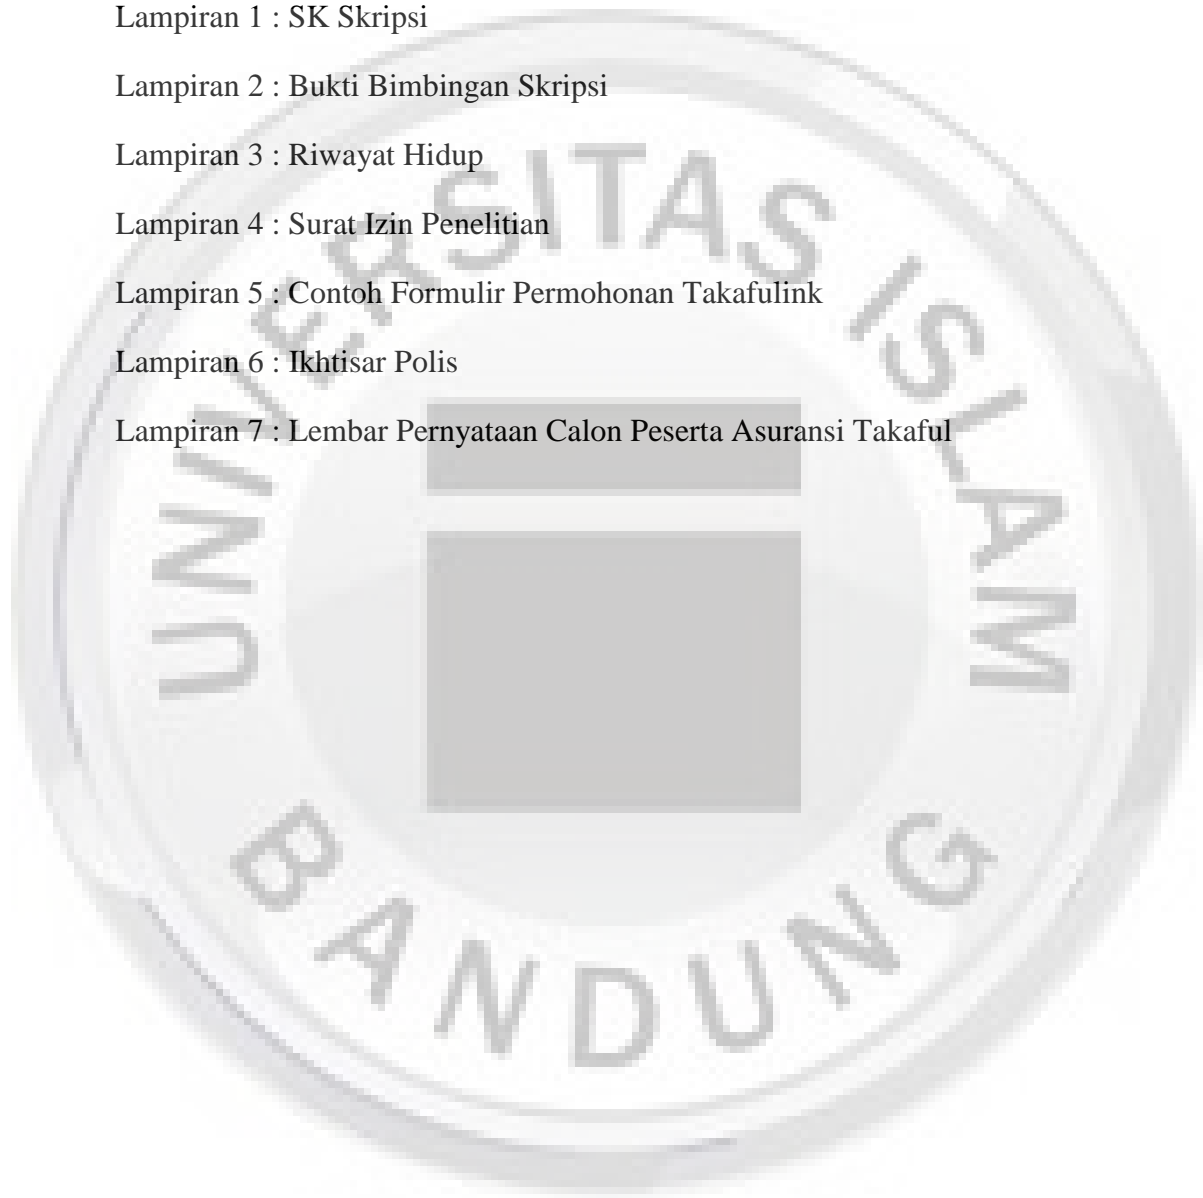 Lampiran 1 : SK Skripsi
Lampiran 2 : Bukti Bimbingan Skripsi
Lampiran 3 : Riwayat Hidup
Lampiran 4 : Surat Izin Penelitian
Lampiran 5 : Contoh Formulir Permohonan Takafulink
Lampiran 6 : Ikhtisar Polis
Lampiran 7 : Lembar Pernyataan Calon Peserta Asuransi Takaful
UNIVERSITAS ISLAM
BANDUNG